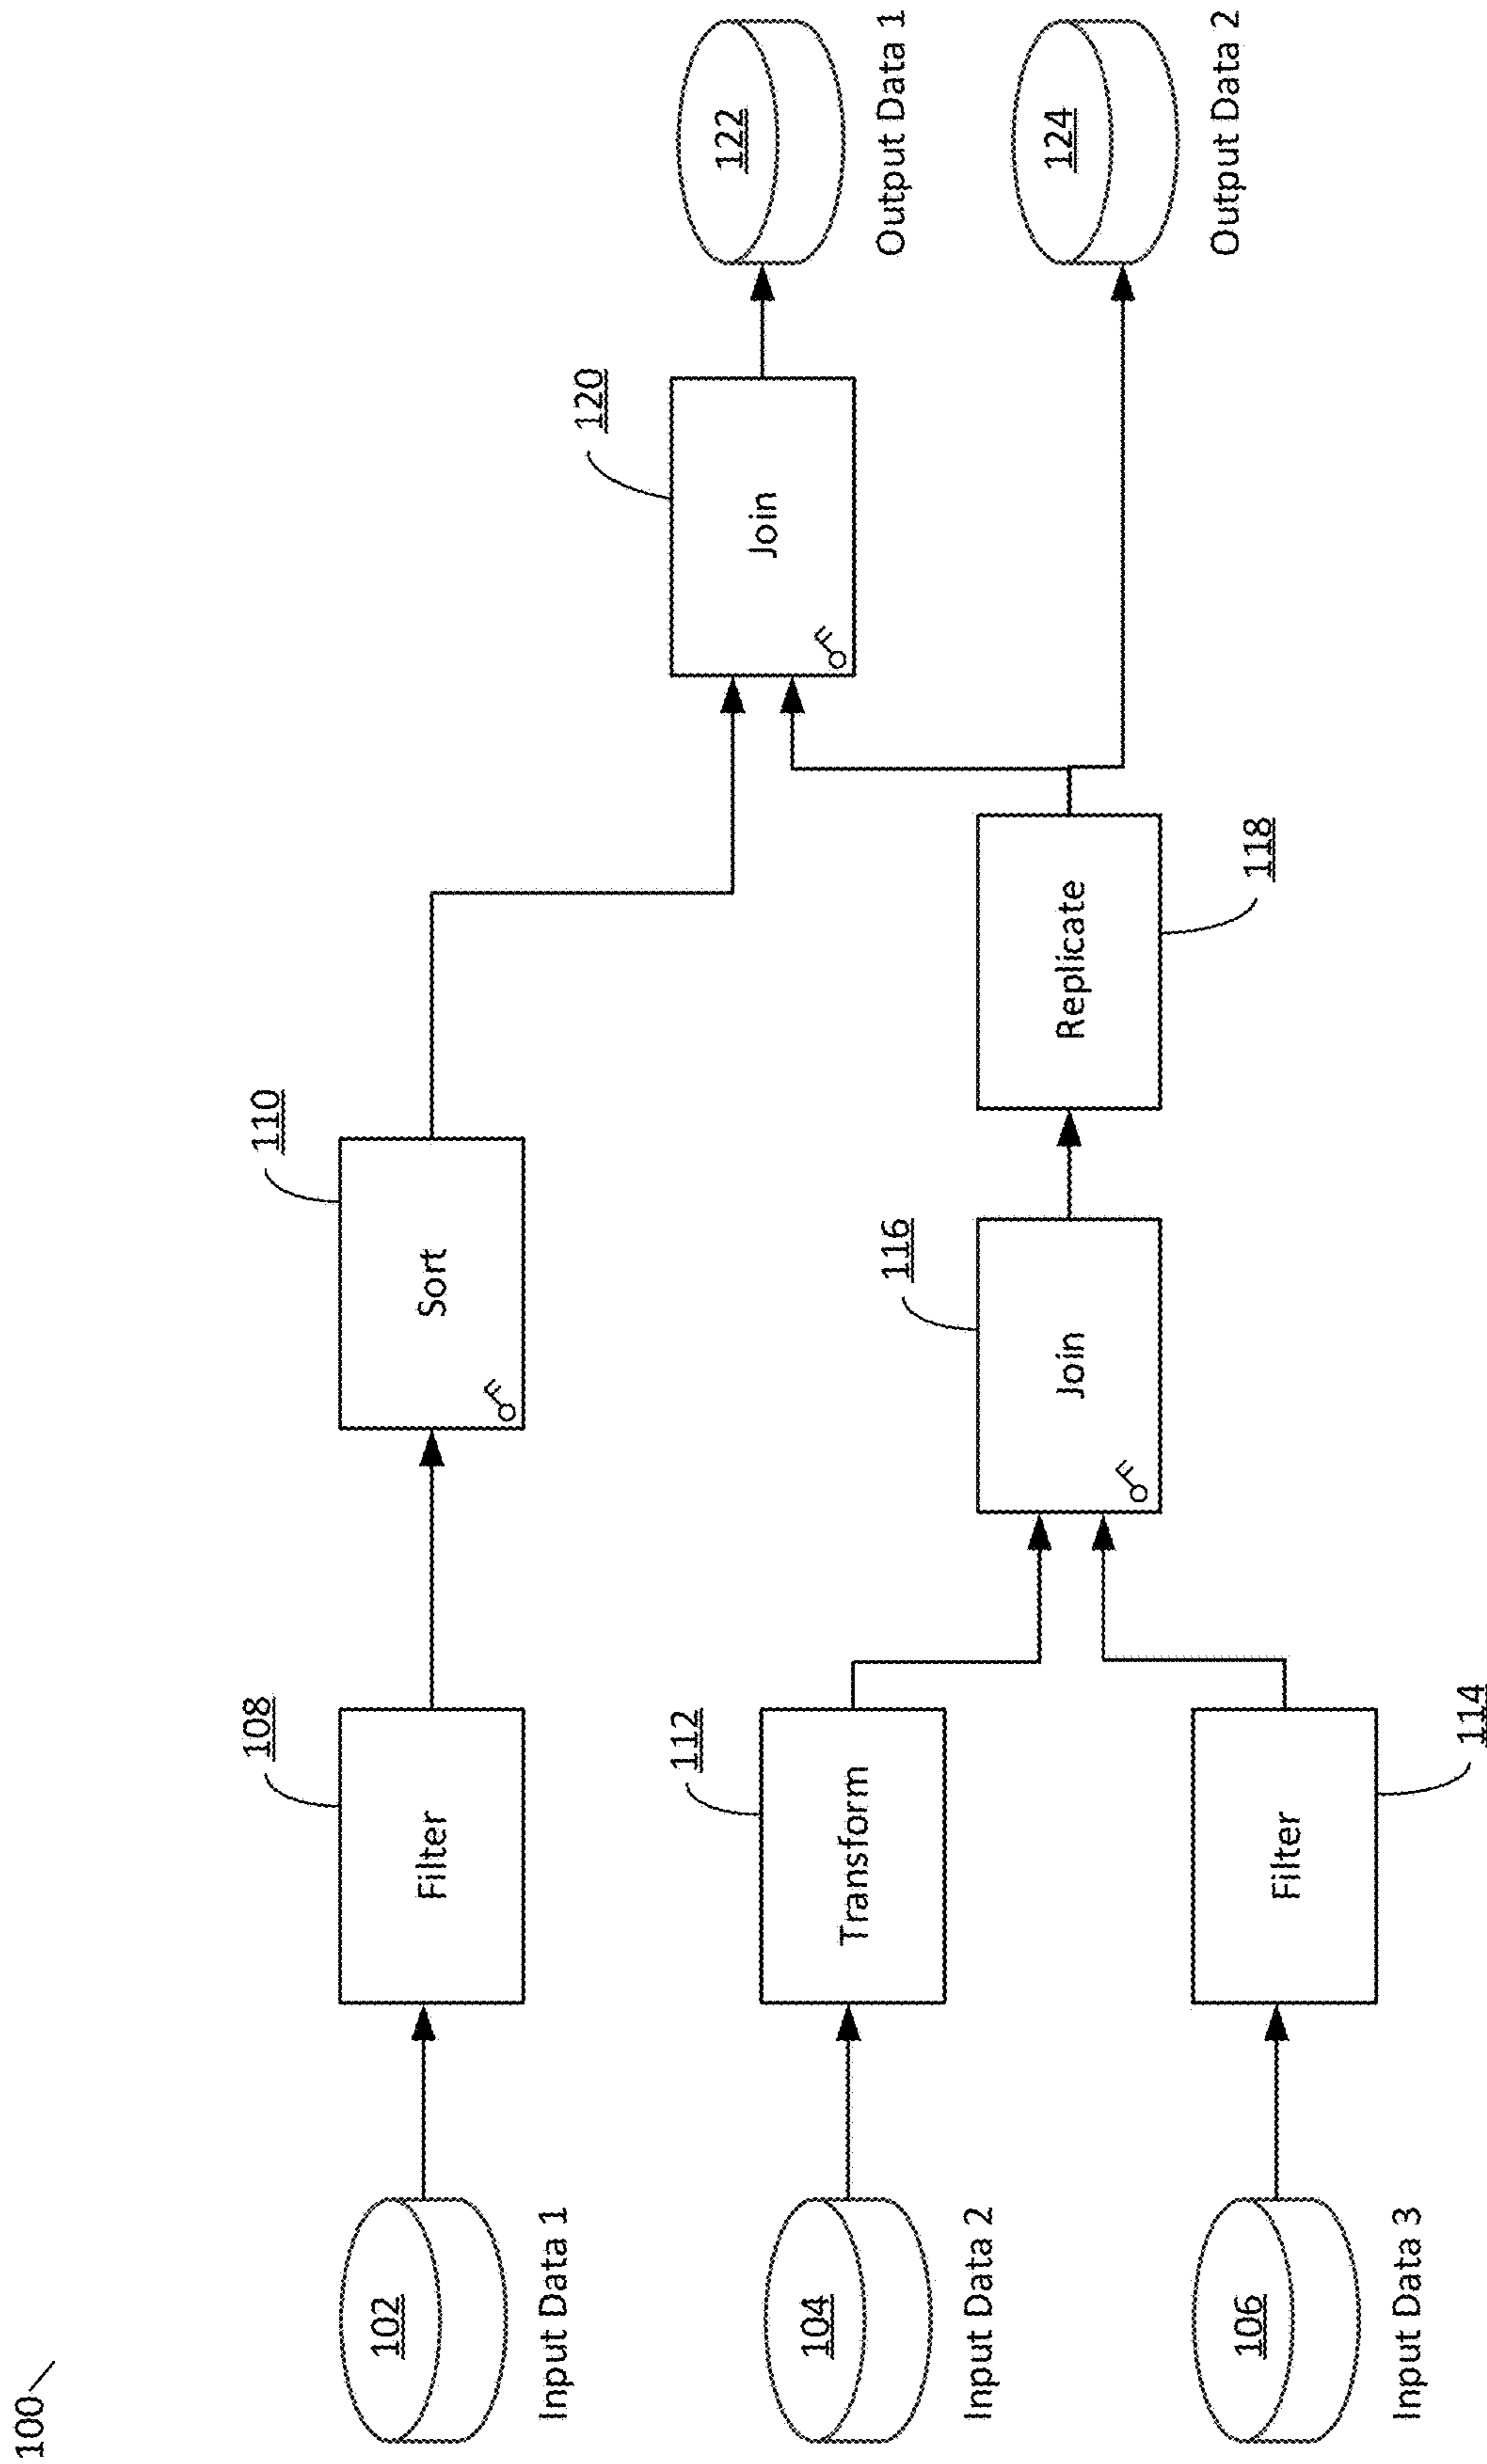 100
102
Input Data 1
108
Filter
110
Sort
120
Join
122
Output Data 1
104
Input Data 2
112
Transform
116
Join
Replicate
118
124
Output Data 2
106
Input Data 3
Filter
114